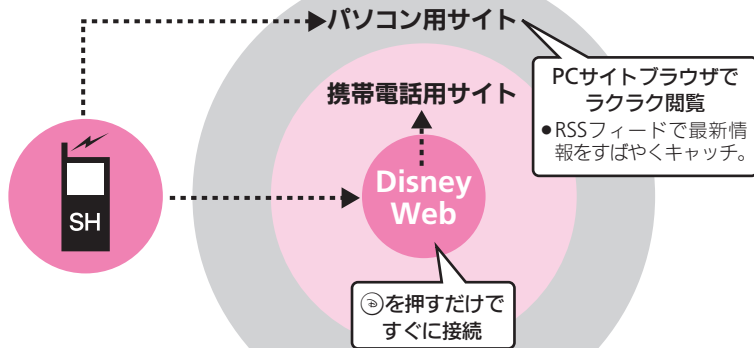 パソコン用サイト
PCサイトブラウザで
ラクラク閲覧
●RSSフィードで最新情
報をすばやくキャッチ。
携帯電話用サイト
Disney
Web
SH
を押すだけで
すぐに接続